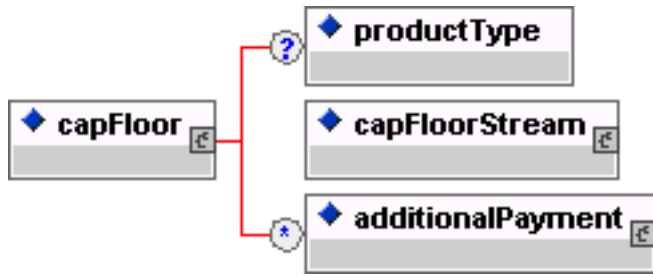 productType
?
capFloor
capFloorStream
*
additionalPayment